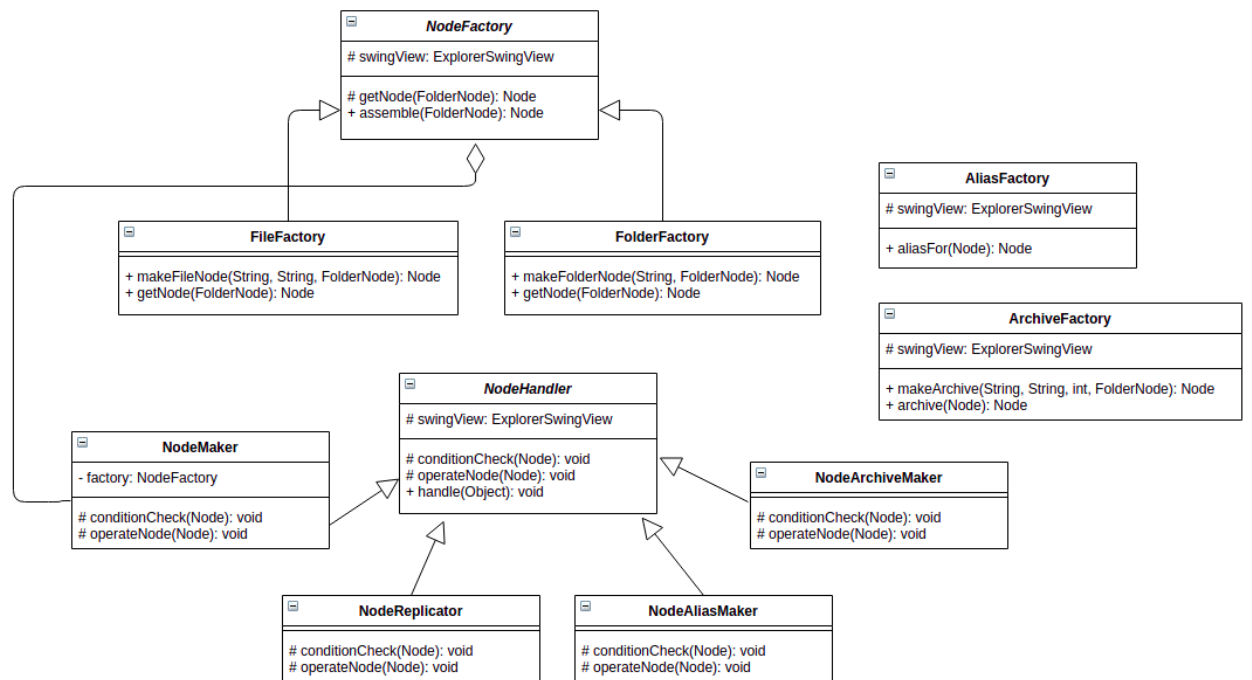 NodeFactory
# swingView: ExplorerSwingView
# getNode(FolderNode): Node
+ assemble(FolderNode): Node
AliasFactory
# swingView: ExplorerSwingView
+ aliasFor(Node): Node
FileFactory
+ makeFileNode(String, String, FolderNode): Node
+ getNode(FolderNode): Node
FolderFactory
+ makeFolderNode(String, FolderNode): Node
+ getNode(FolderNode): Node
ArchiveFactory
# swingView: ExplorerSwingView
+ makeArchive(String, String, int, FolderNode): Node
+ archive(Node): Node
NodeHandler
# swingView: ExplorerSwingView
# conditionCheck(Node): void
# operateNode(Node): void
+ handle(Object): void
NodeMaker
- factory: NodeFactory
# conditionCheck(Node): void
# operateNode(Node): void
NodeArchiveMaker
# conditionCheck(Node): void
# operateNode(Node): void
NodeReplicator
# conditionCheck(Node): void
# operateNode(Node): void
NodeAliasMaker
# conditionCheck(Node): void
# operateNode(Node): void